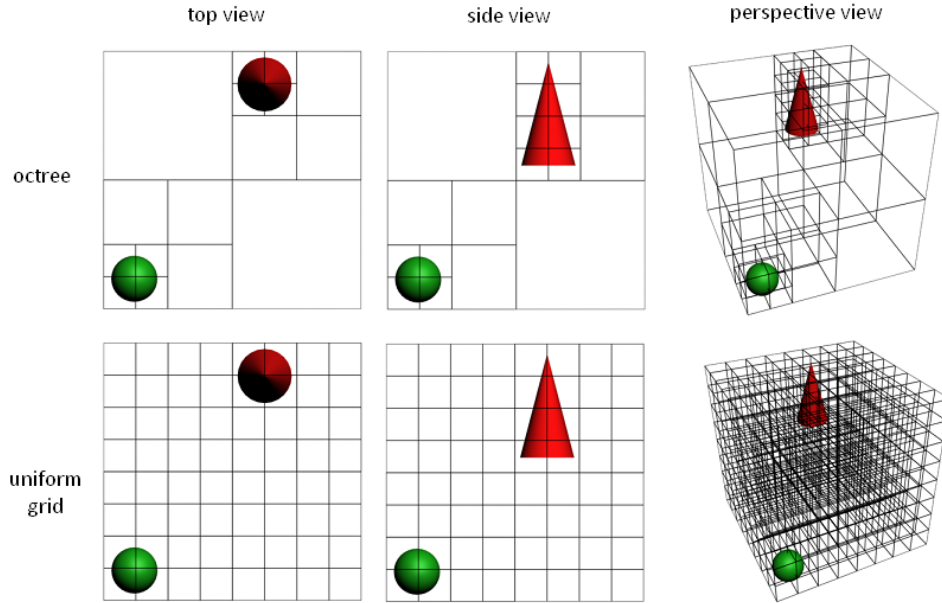 top view
side view
perspective view
octree
uniform
grid